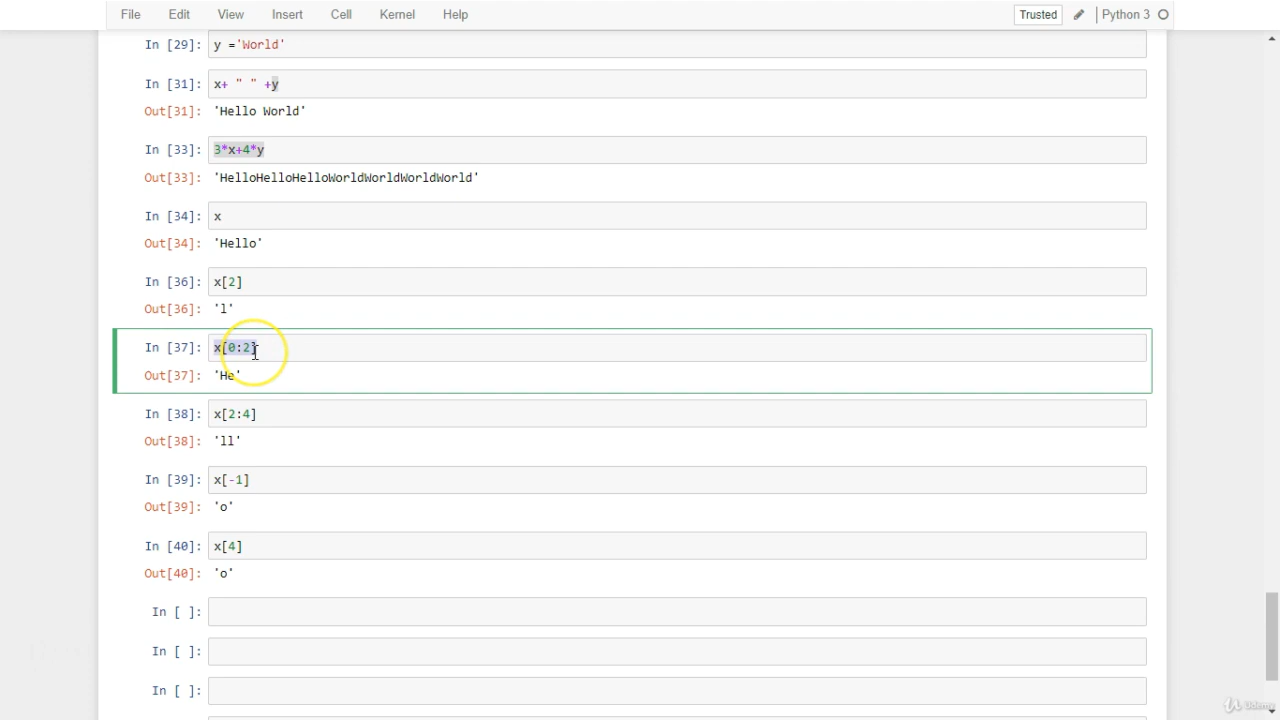 File Edit View Insert Cell Kernel Help Trusted Python 3
In [29]: y ='World'
In [31]: x+ " " +y
Out[31]: 'Hello World'
In [33]: 3*x+4*y
Out[33]: 'HelloHelloHelloWorldWorldWorldWorld'
In [34]: x
Out[34]: 'Hello'
In [36]: x[2]
Out[36]: 'l'
In [37]: x[0:2]
Out[37]: 'He'
In [38]: x[2:4]
Out[38]: 'll'
In [39]: x[-1]
Out[39]: 'o'
In [40]: x[4]
Out[40]: 'o'
In [ ]:
In [ ]:
In [ ]:
Udemy